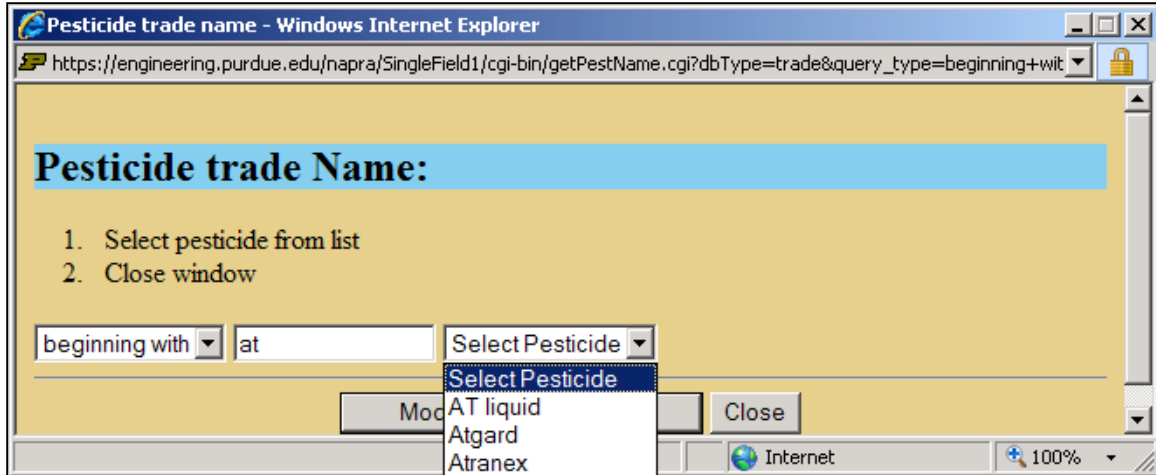 Pesticide trade name - Windows Internet Explorer
https://engineering.purdue.edu/napra/SingleField1/cgi-bin/getPestName.cgi?dbType=trade&query_type=beginning+wit
Pesticide trade Name:
1. Select pesticide from list
2. Close window
beginning with at Select Pesticide
Select Pesticide
AT liquid
Close
Atgard
Atranex
Internet 100%